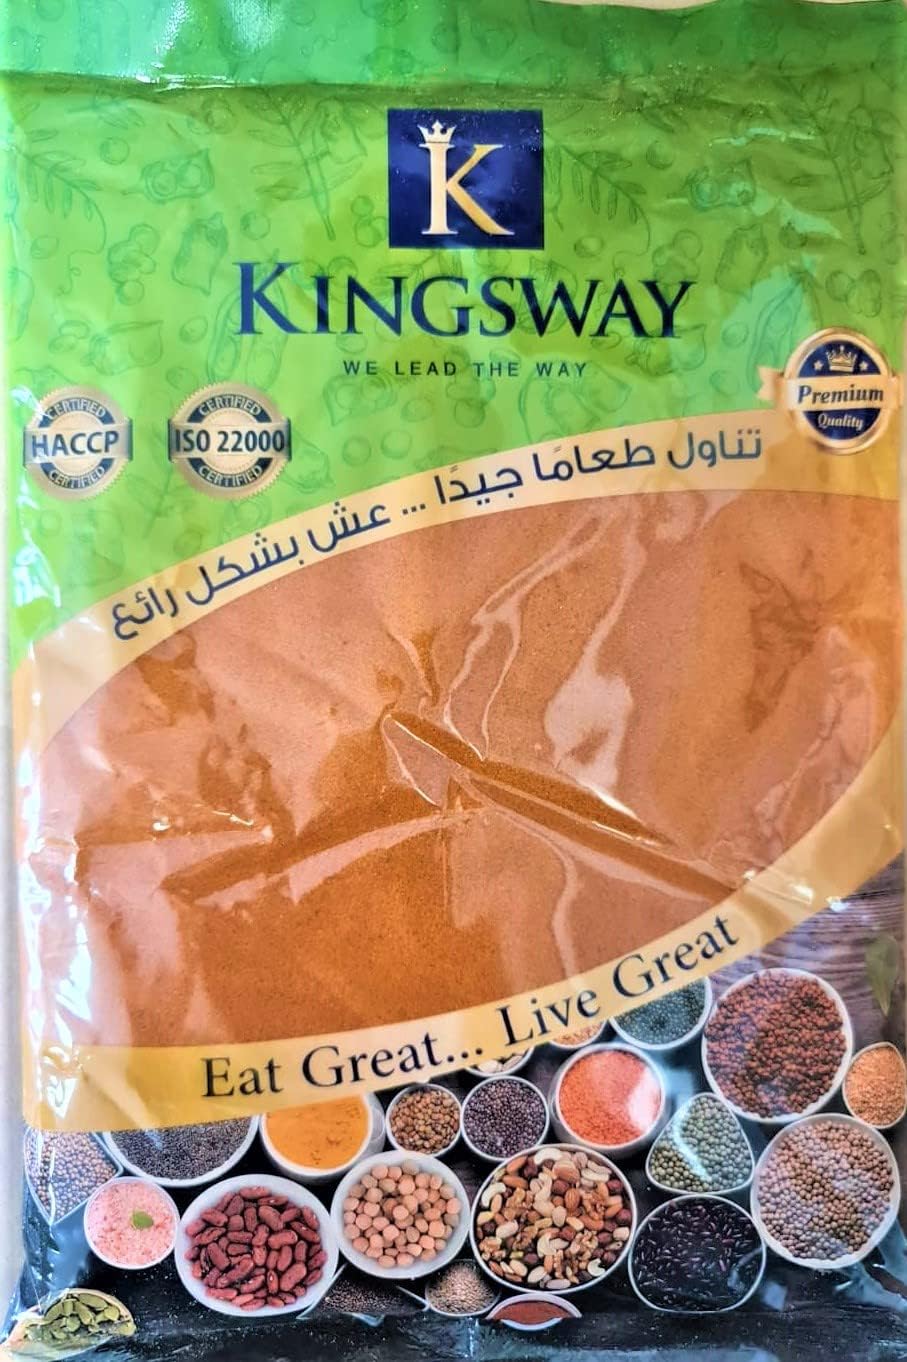 K
KINGSWAY
WE LEAD THE WAY
Premium
Quality
CERTIFIED
HACCP
CERTIFIED
CERTIFIED
ISO 22000
CERTIFIED
تناول طعامًا جيدًا ... عش بشكل رائع
Eat Great... Live Great